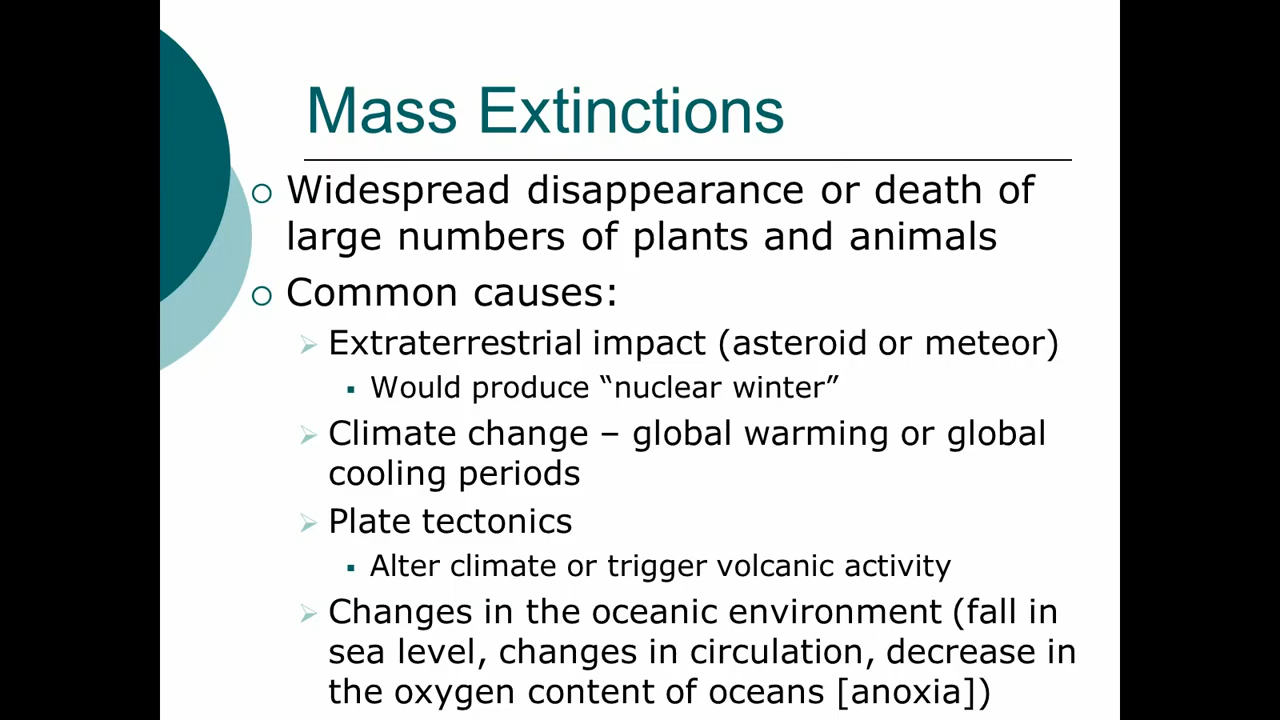 Mass Extinctions
Widespread disappearance or death of
large numbers of plants and animals
Common causes:
Extraterrestrial impact (asteroid or meteor)
Would produce “nuclear winter”
Climate change – global warming or global
cooling periods
Plate tectonics
Alter climate or trigger volcanic activity
Changes in the oceanic environment (fall in
sea level, changes in circulation, decrease in
the oxygen content of oceans [anoxia])